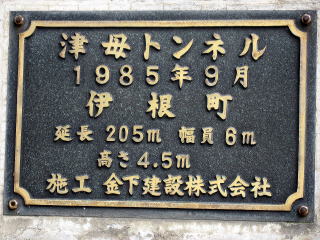 津母トンネル
1985年9月
伊根町
延長 205m 幅員 6m
高さ 4.5m
施工 金下建設株式会社